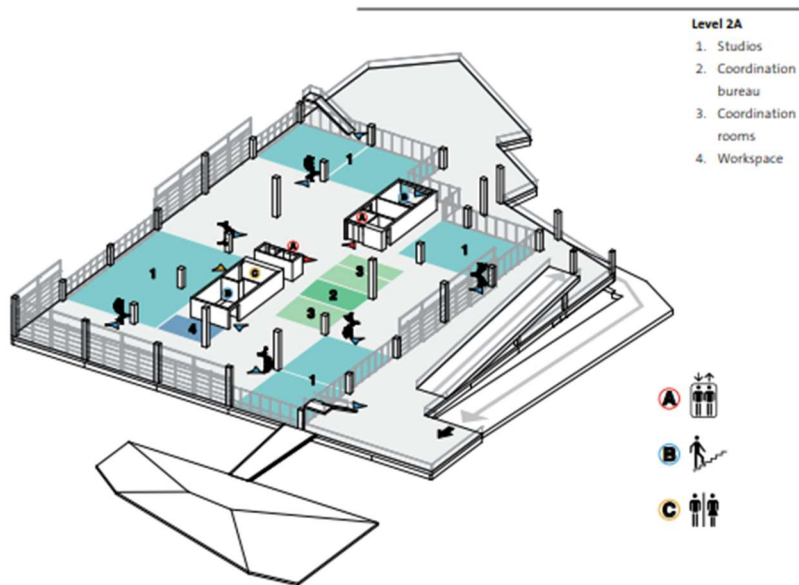 Level 2A
1. Studios
2. Coordination
bureau
3. Coordination
rooms
4. Workspace
1
B
A
1
A
C
1
3
B
2
3
4
1
A
B
C